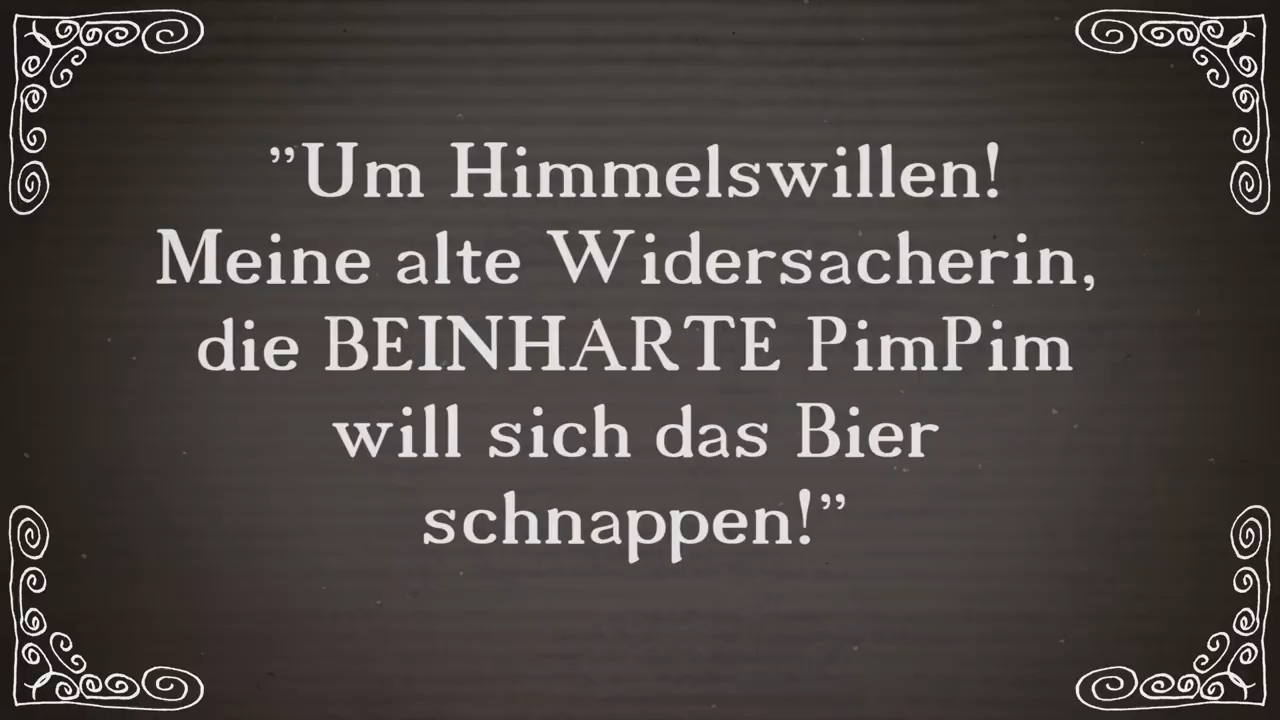 ”Um Himmelswillen!
Meine alte Widersacherin,
die BEINHARTE PimPim
will sich das Bier
schnappen!”